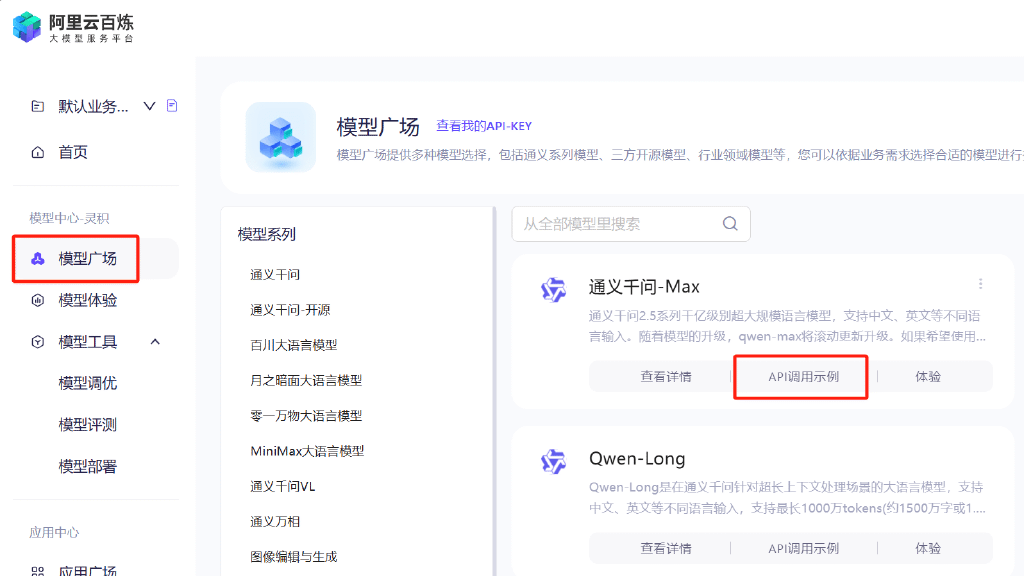 阿里云百炼
大模型服务平台
默认业务...
首页
模型中心-灵积
模型广场
模型体验
模型工具
模型调优
模型评测
模型部署
应用中心
应用广场
模型广场
查看我的API-KEY
模型广场提供多种模型选择，包括通义系列模型、三方开源模型、行业领域模型等，您可以依据业务需求选择合适的模型进行
模型系列
通义千问
通义千问-开源
百川大语言模型
月之暗面大语言模型
零一万物大语言模型
MiniMax大语言模型
通义千问VL
通义万相
图像编辑与生成
从全部模型里搜索
通义千问-Max
通义千问2.5系列千亿级别超大规模语言模型，支持中文、英文等不同语
言输入。随着模型的升级，qwen-max将滚动更新升级。如果希望使用...
查看详情
API调用示例
体验
Qwen-Long
Qwen-Long是在通义千问针对超长上下文处理场景的大语言模型，支持
中文、英文等不同语言输入，支持最长1000万tokens(约1500万字或1....
查看详情
API调用示例
体验